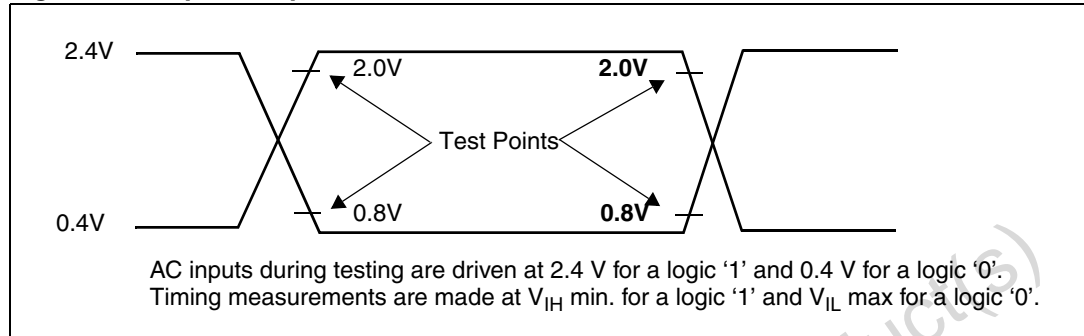 2.4V
2.0V 2.0V
Test Points
0.4V 0.8V 0.8V
AC inputs during testing are driven at 2.4 V for a logic ‘1’ and 0.4 V for a logic ‘0’.
Timing measurements are made at VIH min. for a logic ‘1’ and VIL max for a logic ‘0’.